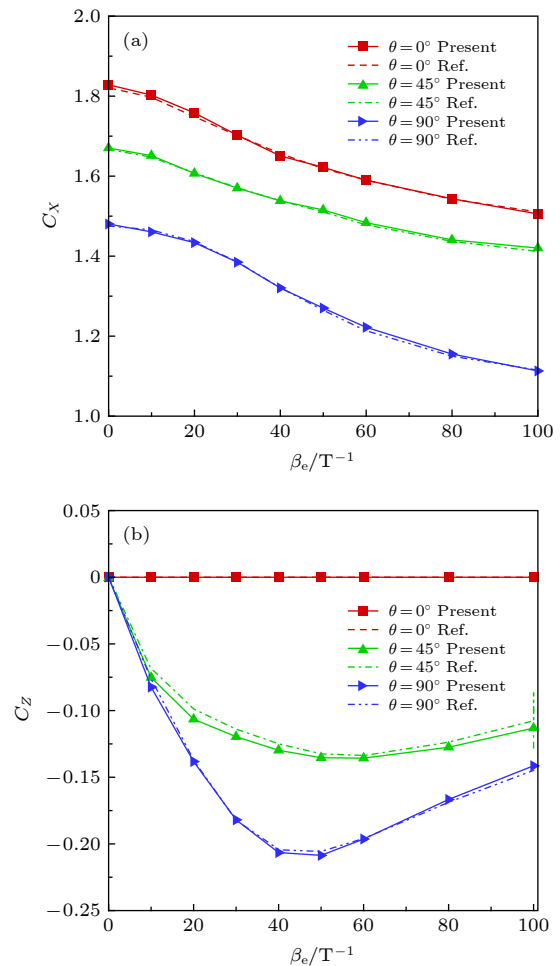 (a)
θ = 0° Present
θ = 0° Ref.
θ = 45° Present
θ = 45° Ref.
θ = 90° Present
θ = 90° Ref.
2.0
1.8
1.6
1.4
1.2
1.0
C_X
0 20 40 60 80 100
β_e/T⁻¹
(b)
θ = 0° Present
θ = 0° Ref.
θ = 45° Present
θ = 45° Ref.
θ = 90° Present
θ = 90° Ref.
0.05
0
−0.05
−0.10
−0.15
−0.20
−0.25
C_Z
0 20 40 60 80 100
β_e/T⁻¹